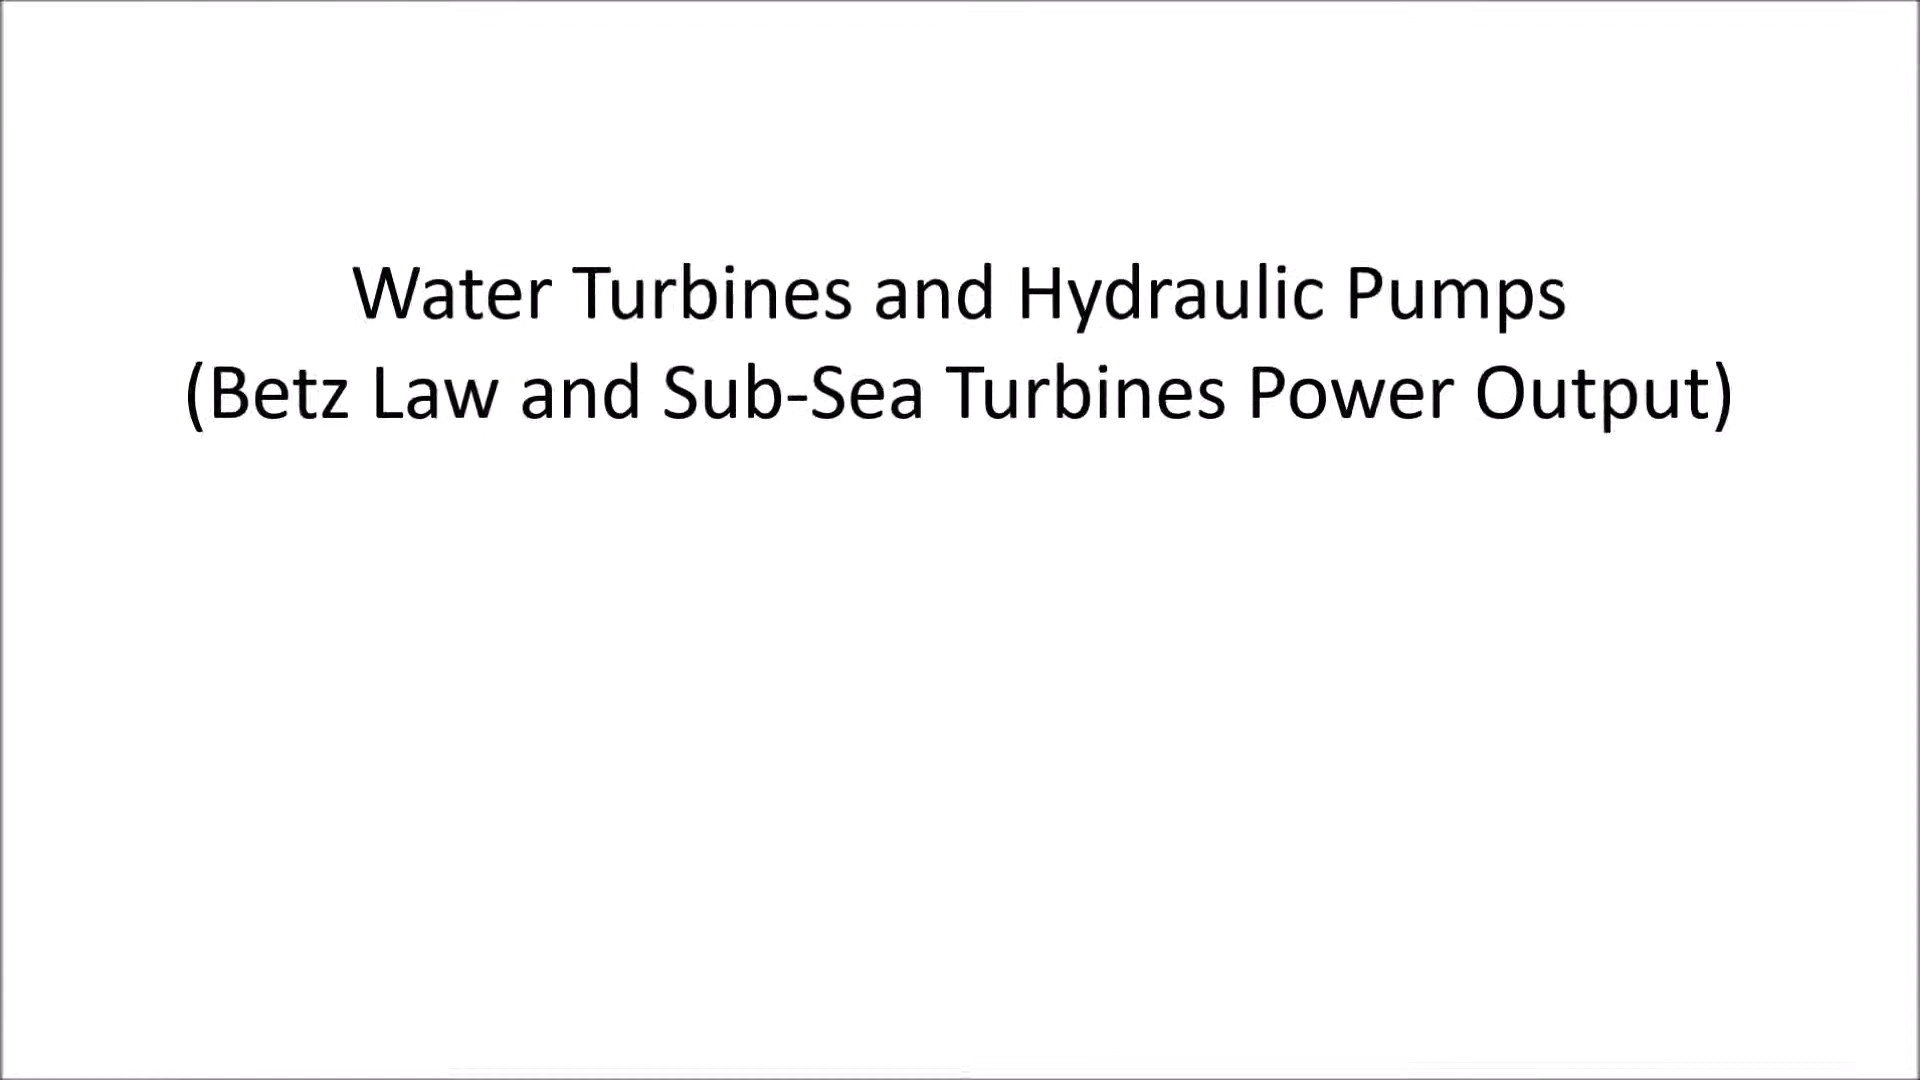 Water Turbines and Hydraulic Pumps
(Betz Law and Sub-Sea Turbines Power Output)